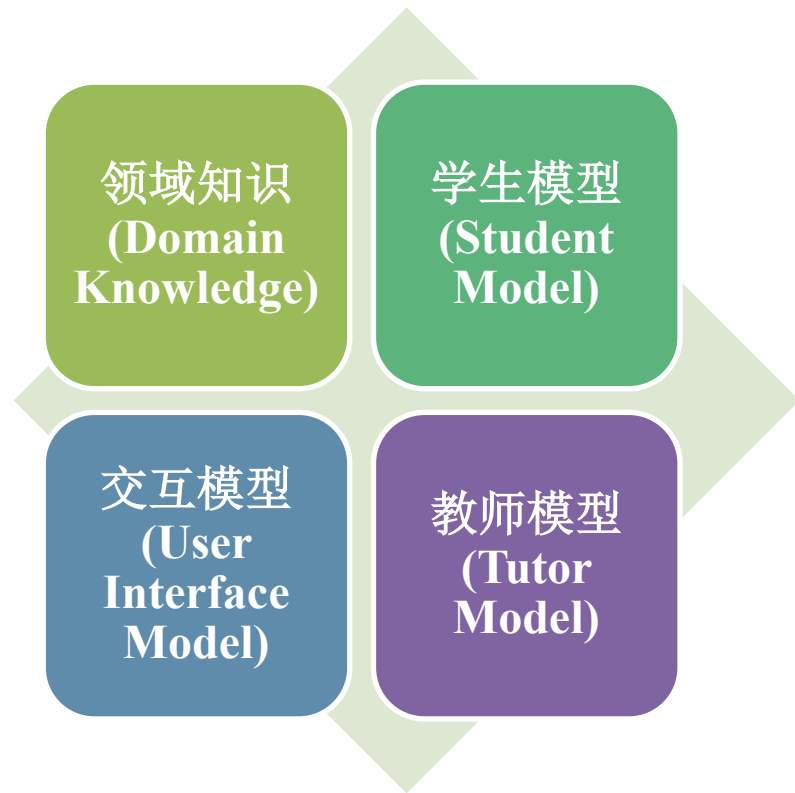 领域知识
(Domain
Knowledge)
学生模型
(Student
Model)
交互模型
(User
Interface
Model)
教师模型
(Tutor
Model)